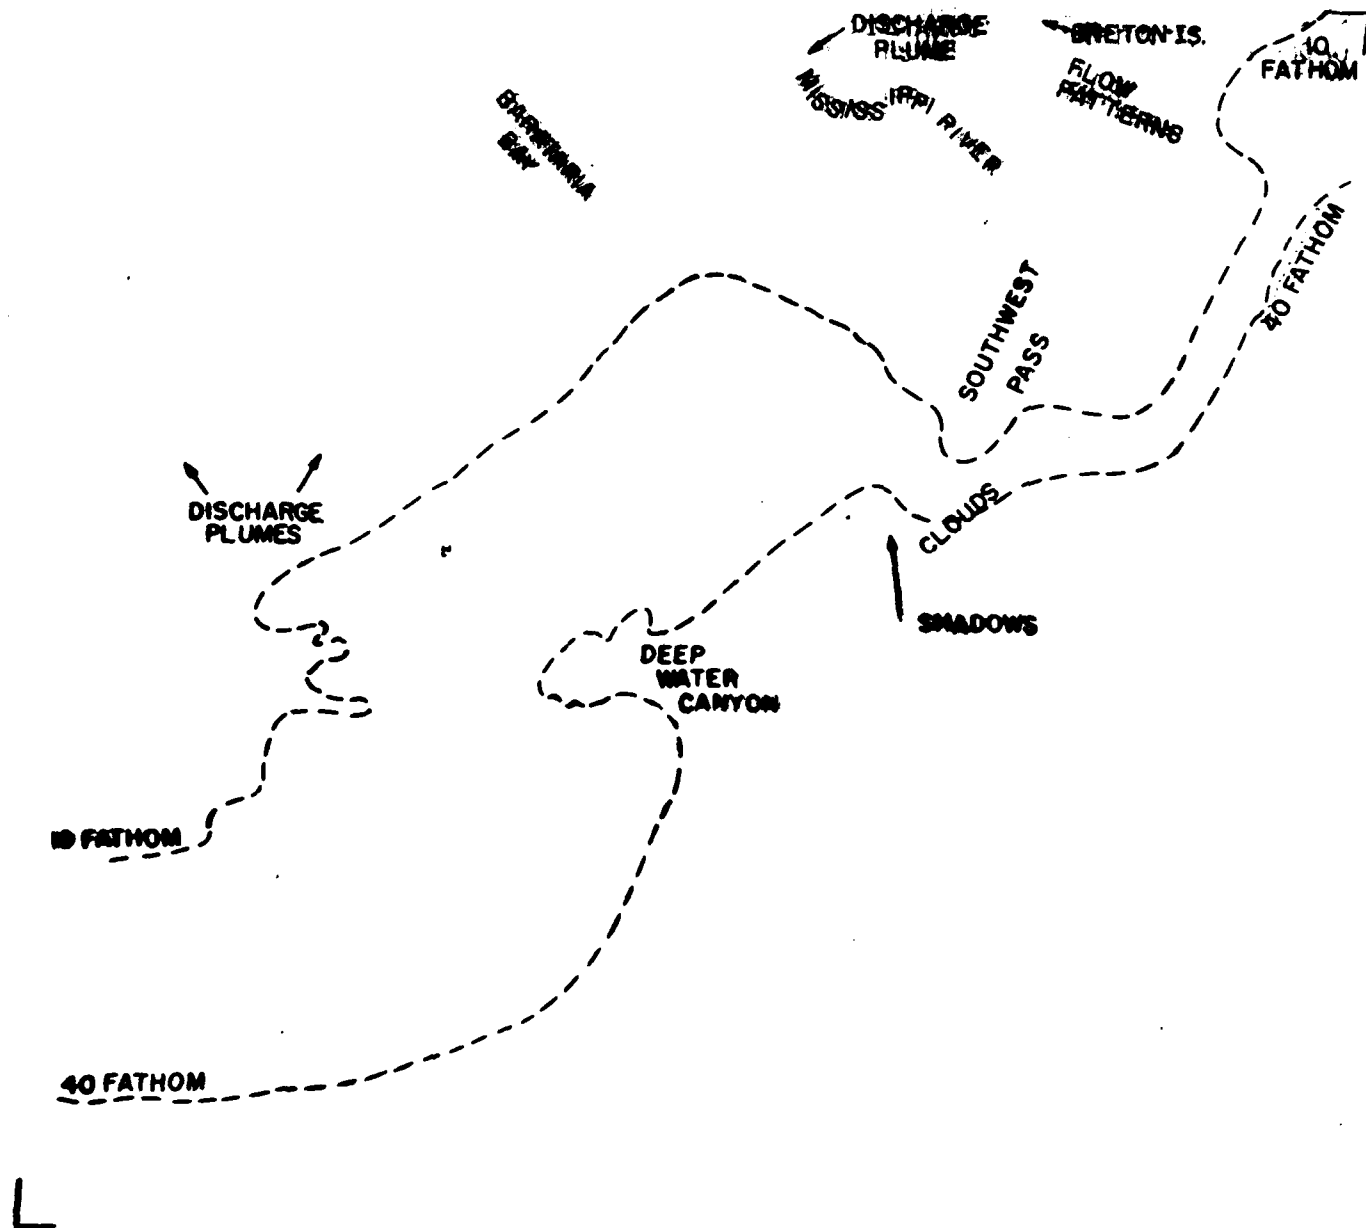 DISCHARGE
PLUME
BRETON IS.
10
FATHOM
MISSISSIPPI RIVER
FLOW
PATTERNS
BARATARIA
BAY
40 FATHOM
SOUTHWEST
PASS
DISCHARGE
PLUMES
CLOUDS
SHADOWS
DEEP
WATER
CANYON
10 FATHOM
40 FATHOM